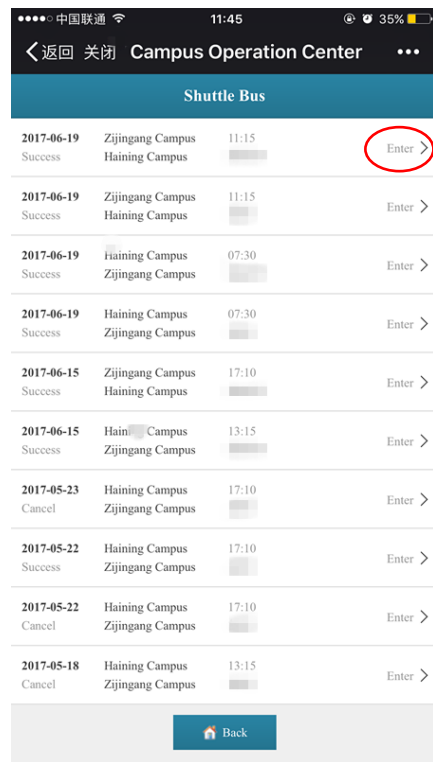 中国联通 11:45 35%
返回 关闭 Campus Operation Center
Shuttle Bus
2017-06-19 Zijingang Campus 11:15
Success Haining Campus
Enter
2017-06-19 Zijingang Campus 11:15
Success Haining Campus
Enter
2017-06-19 Haining Campus 07:30
Success Zijingang Campus
Enter
2017-06-19 Haining Campus 07:30
Success Zijingang Campus
Enter
2017-06-15 Zijingang Campus 17:10
Success Haining Campus
Enter
2017-06-15 Haini Campus 13:15
Success Zijingang Campus
Enter
2017-05-23 Haining Campus 17:10
Cancel Zijingang Campus
Enter
2017-05-22 Haining Campus 17:10
Success Zijingang Campus
Enter
2017-05-22 Haining Campus 17:10
Cancel Zijingang Campus
Enter
2017-05-18 Haining Campus 13:15
Cancel Zijingang Campus
Enter
Back